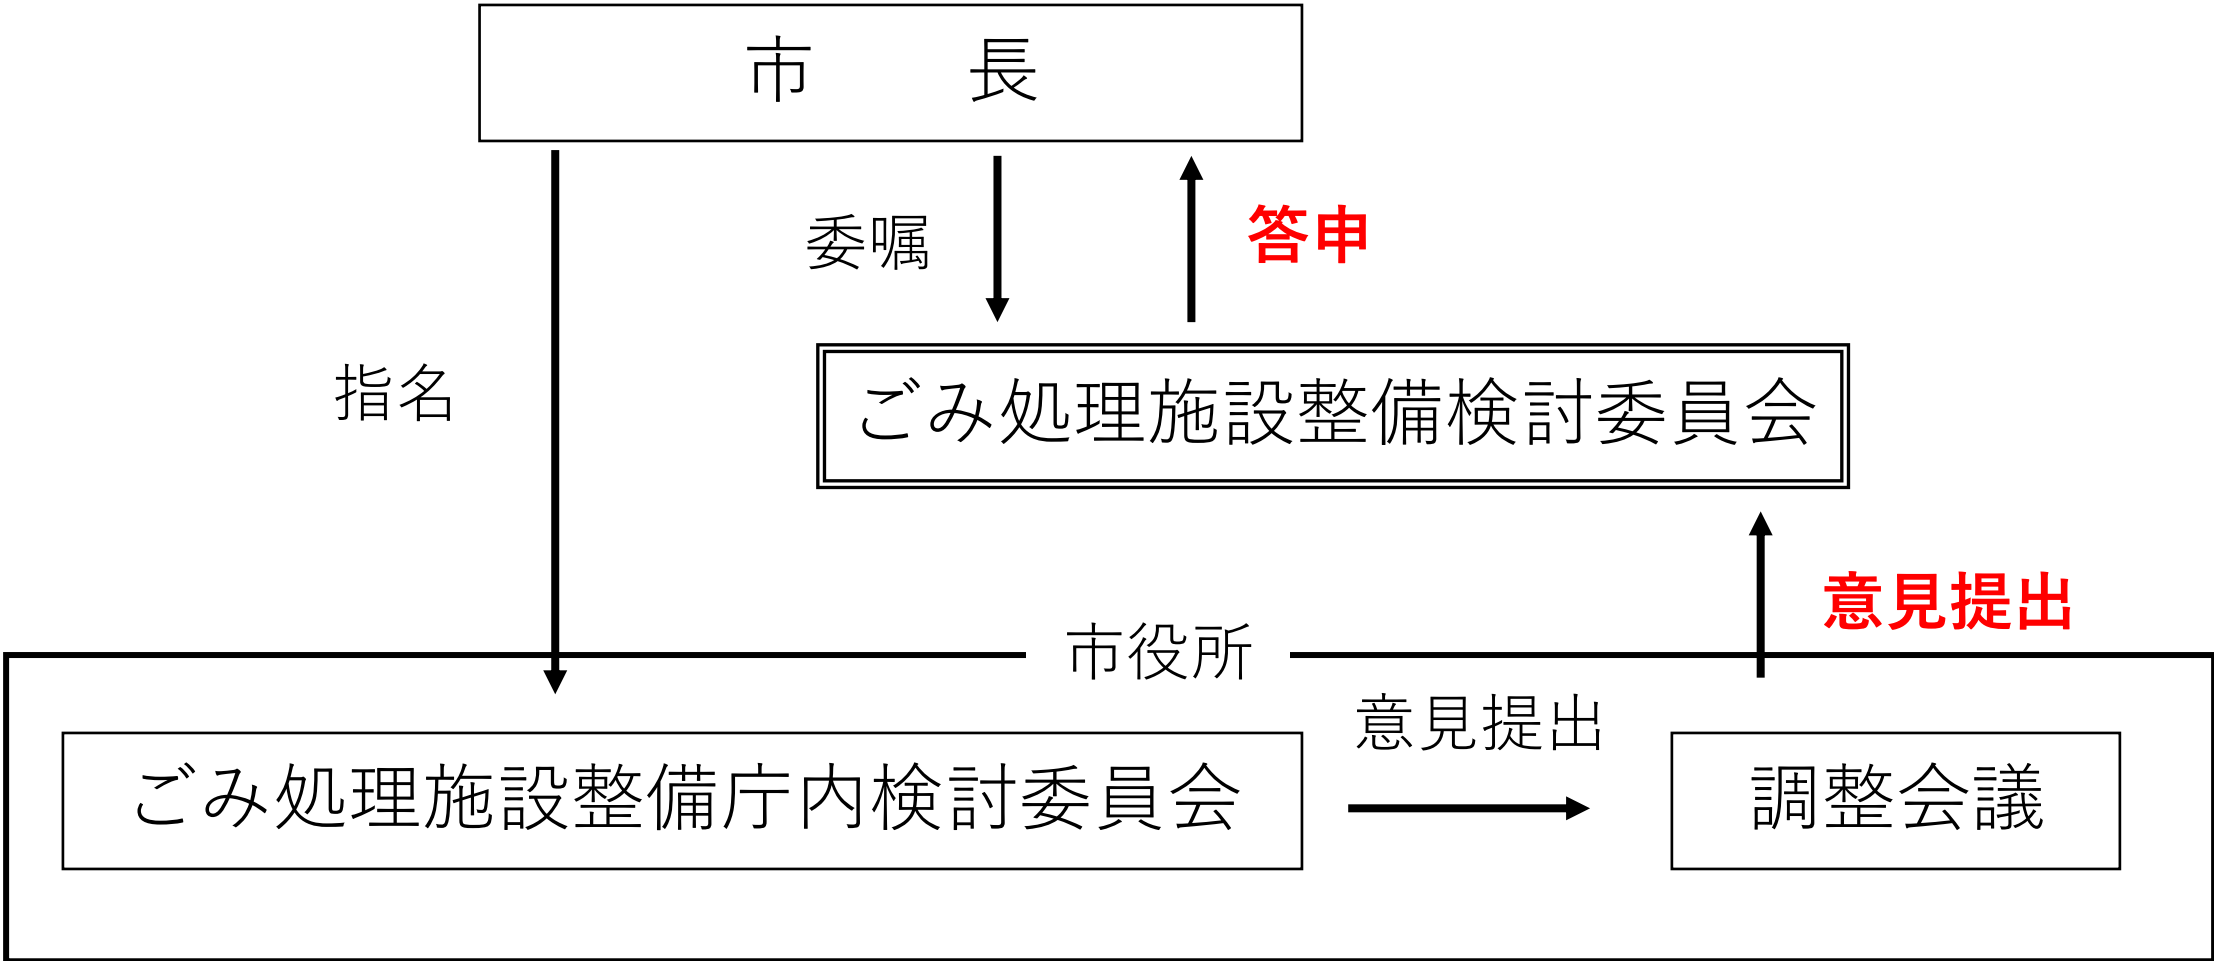 市　長
委嘱
答申
指名
ごみ処理施設整備検討委員会
意見提出
市役所
意見提出
ごみ処理施設整備庁内検討委員会
調整会議